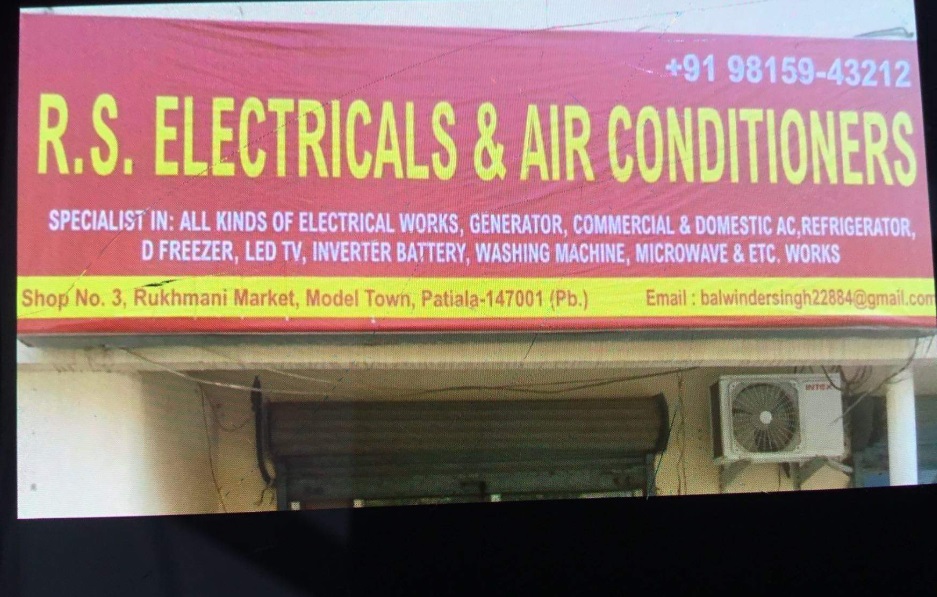 +91 98159-43212
R.S. ELECTRICALS & AIR CONDITIONERS
SPECIALIST IN: ALL KINDS OF ELECTRICAL WORKS, GENERATOR, COMMERCIAL & DOMESTIC AC,REFRIGERATOR,
D FREEZER, LED TV, INVERTER BATTERY, WASHING MACHINE, MICROWAVE & ETC. WORKS
Shop No. 3, Rukhmani Market, Model Town, Patiala-147001 (Pb.) Email : balwindersingh22884@gmail.com
INTEX